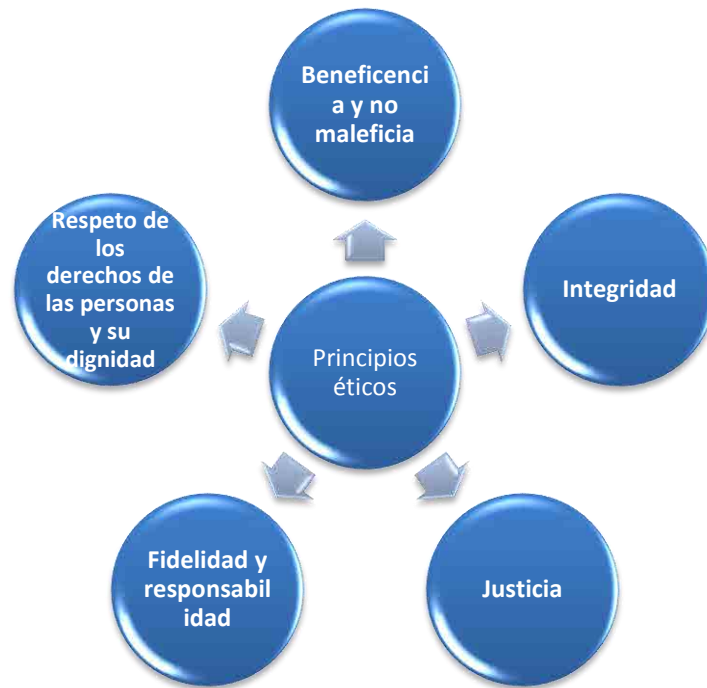 Beneficenci
a y no
maleficia
Respeto de
los
derechos de
las personas
y su
dignidad
Integridad
Principios
éticos
Fidelidad y
responsabil
idad
Justicia